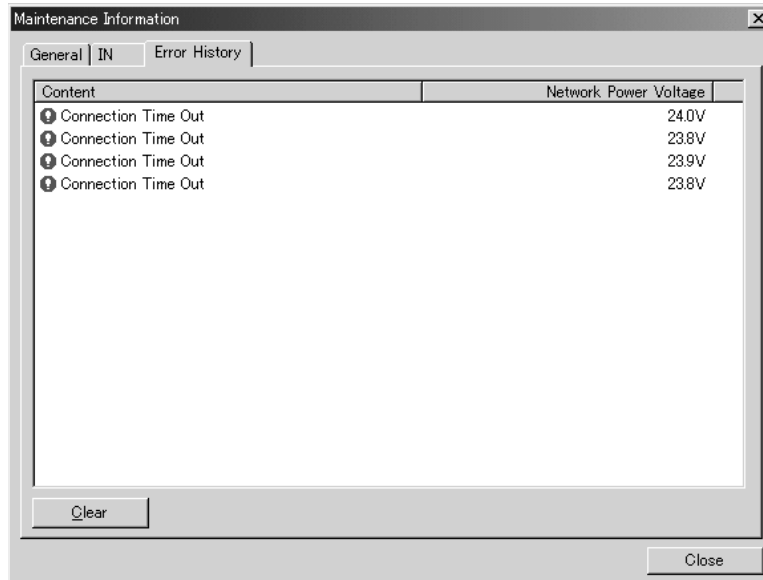 Maintenance Information
General IN Error History
Content Network Power Voltage
Connection Time Out 24.0V
Connection Time Out 23.8V
Connection Time Out 23.9V
Connection Time Out 23.8V
Clear
Close